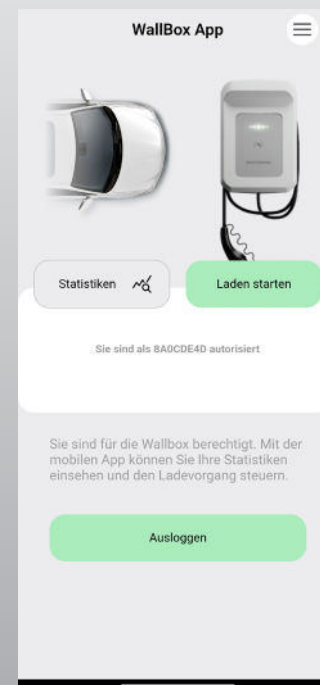 WallBox App
Statistiken
Laden starten
Sie sind als 8A0CDE4D autorisiert
Sie sind für die Wallbox berechtigt. Mit der
mobilen App können Sie Ihre Statistiken
einsehen und den Ladevorgang steuern.
Ausloggen